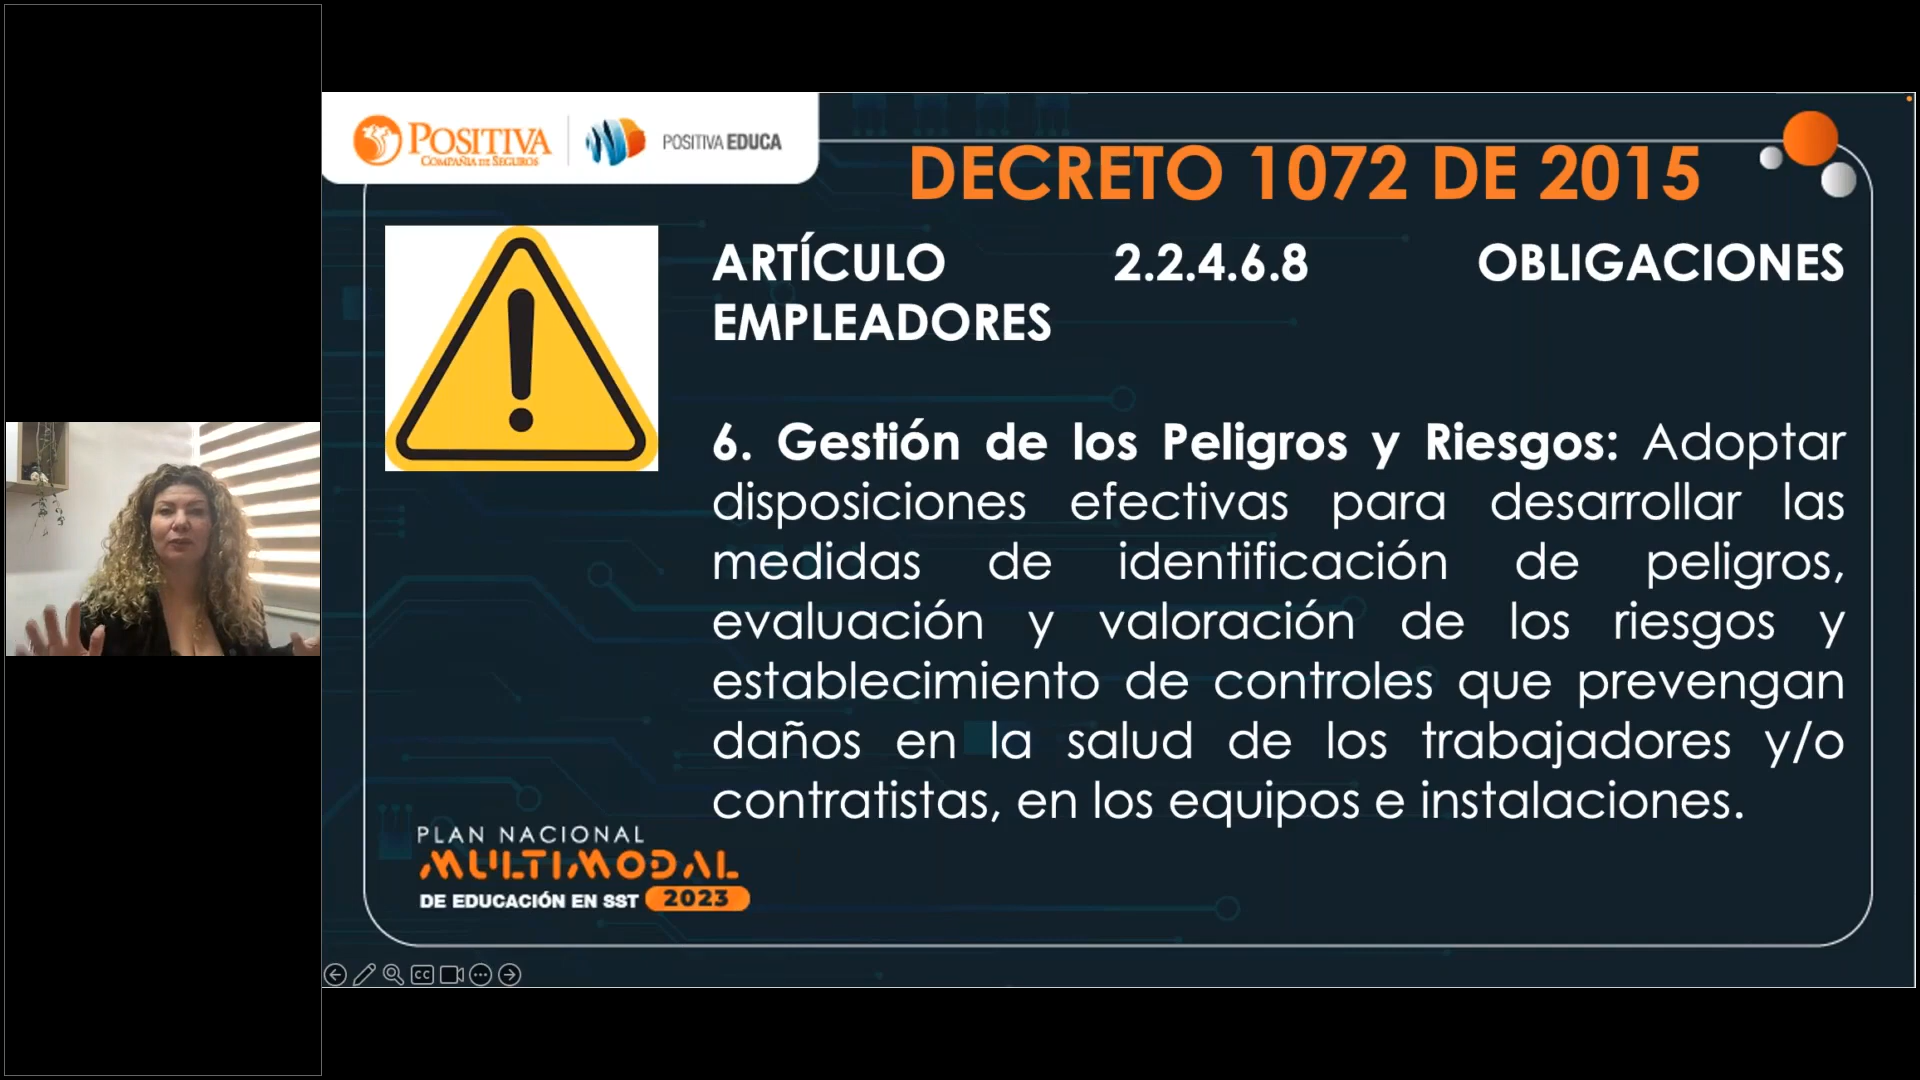 POSITIVA
COMPAÑIA DE SEGUROS
POSITIVA EDUCA
DECRETO 1072 DE 2015
ARTÍCULO 2.2.4.6.8 OBLIGACIONES
EMPLEADORES
6. Gestión de los Peligros y Riesgos: Adoptar
disposiciones efectivas para desarrollar las
medidas de identificación de peligros,
evaluación y valoración de los riesgos y
establecimiento de controles que prevengan
daños en la salud de los trabajadores y/o
contratistas, en los equipos e instalaciones.
PLAN NACIONAL
MULTIMODAL
DE EDUCACIÓN EN SST 2023
CC